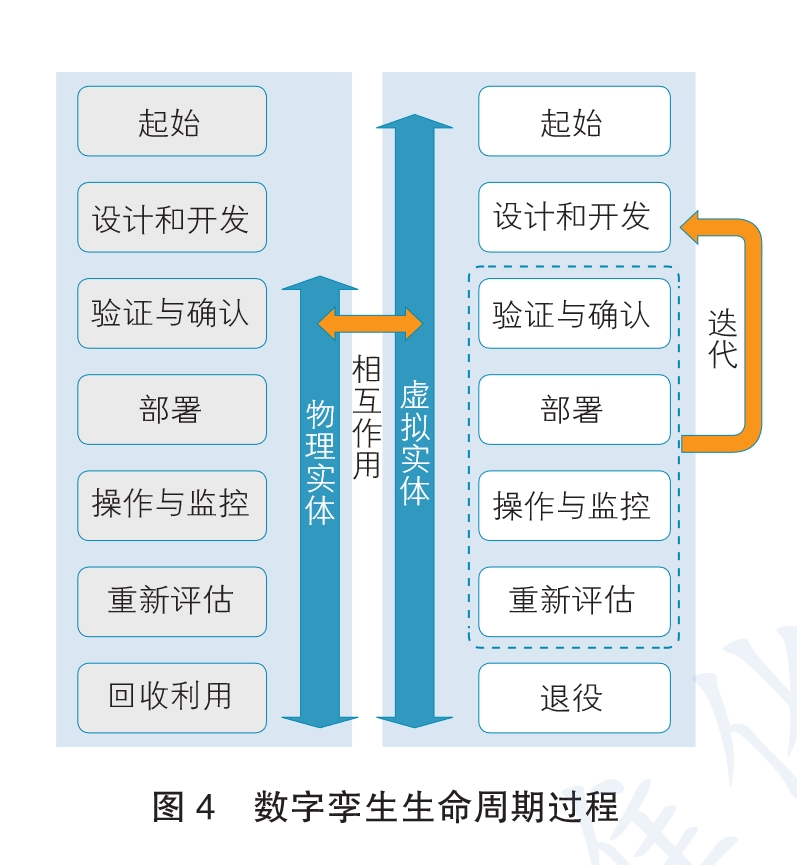 起始
设计和开发
验证与确认
部署
操作与监控
重新评估
回收利用
物理实体
相互作用
虚拟实体
起始
设计和开发
验证与确认
部署
操作与监控
重新评估
退役
迭代
图 4 数字孪生生命周期过程